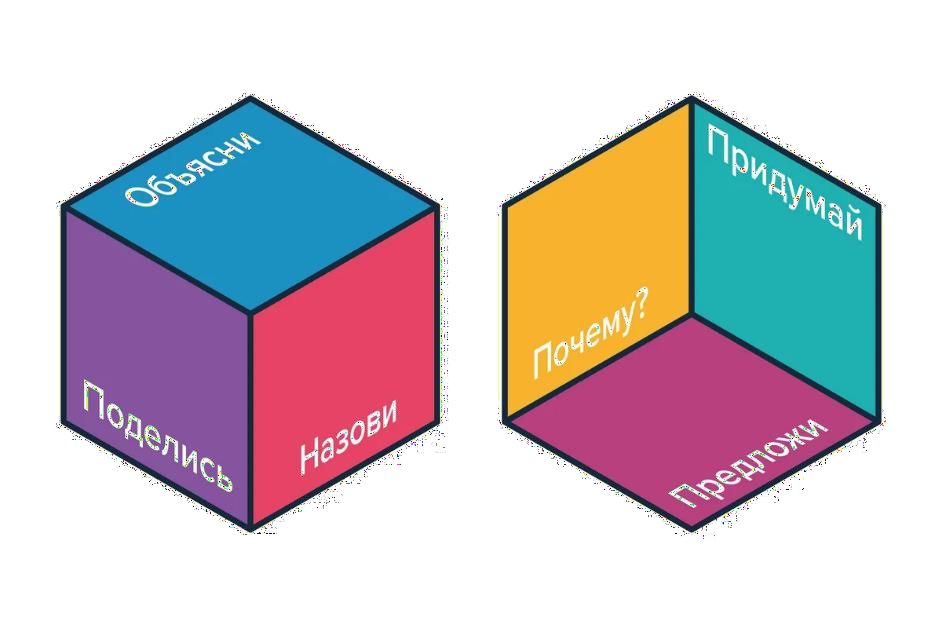 Объясни
Поделись
Назови
Почему?
Придумай
Предложи